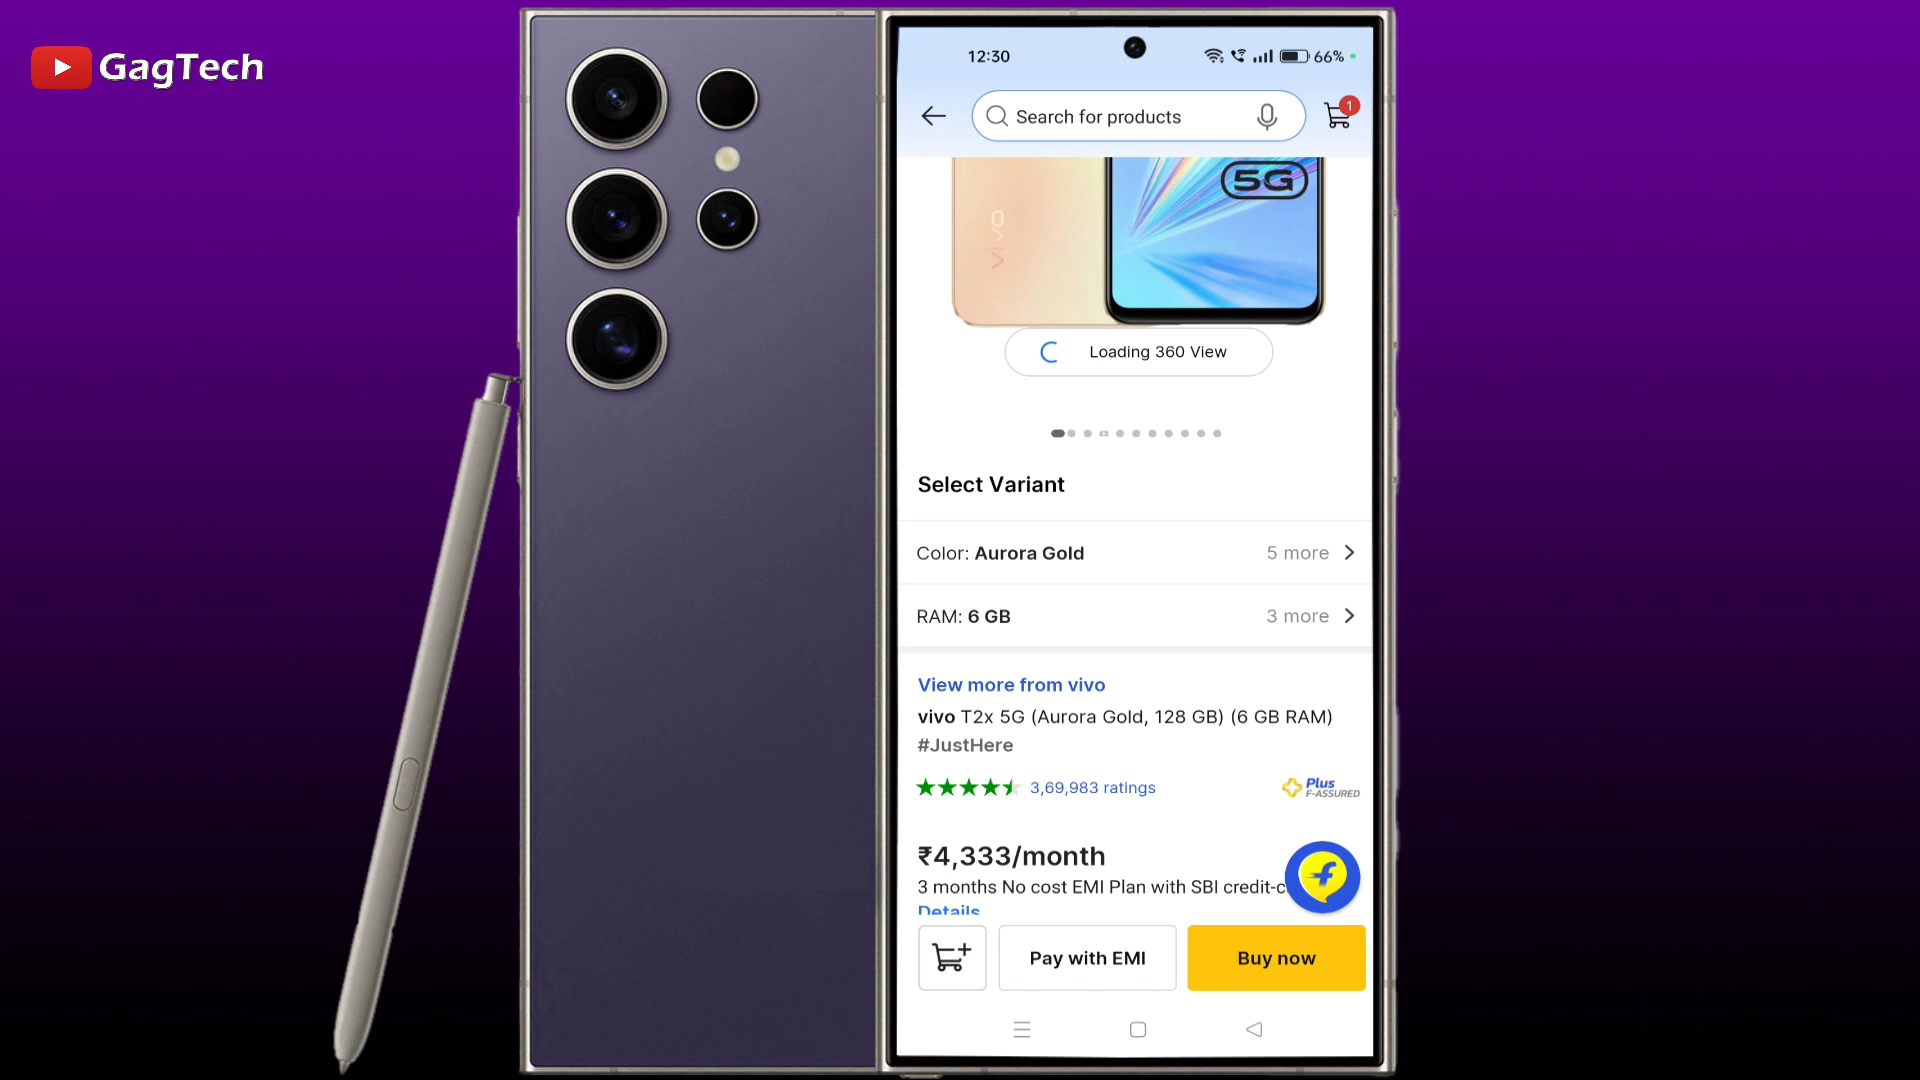 GagTech
12:30
66%
Search for products
1
5G
vivo
Loading 360 View
Select Variant
Color: Aurora Gold
5 more
RAM: 6 GB
3 more
View more from vivo
vivo T2x 5G (Aurora Gold, 128 GB) (6 GB RAM)
#JustHere
3,69,983 ratings
Plus
F-ASSURED
₹4,333/month
3 months No cost EMI Plan with SBI credit-c
Details
Pay with EMI
Buy now